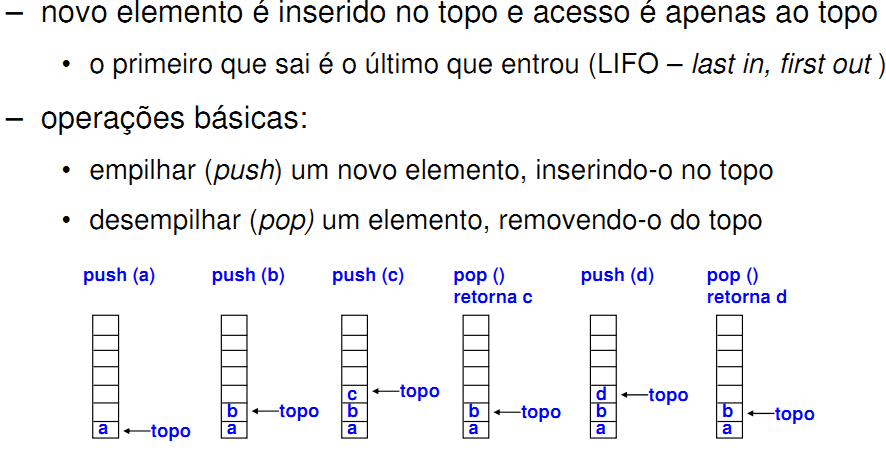 – novo elemento é inserido no topo e acesso é apenas ao topo
• o primeiro que sai é o último que entrou (LIFO – last in, first out )
– operações básicas:
• empilhar (push) um novo elemento, inserindo-o no topo
• desempilhar (pop) um elemento, removendo-o do topo
push (a) push (b) push (c) pop () push (d) pop ()
retorna c retorna d
c topo d topo
b topo b b topo b b topo
a topo a a a a a